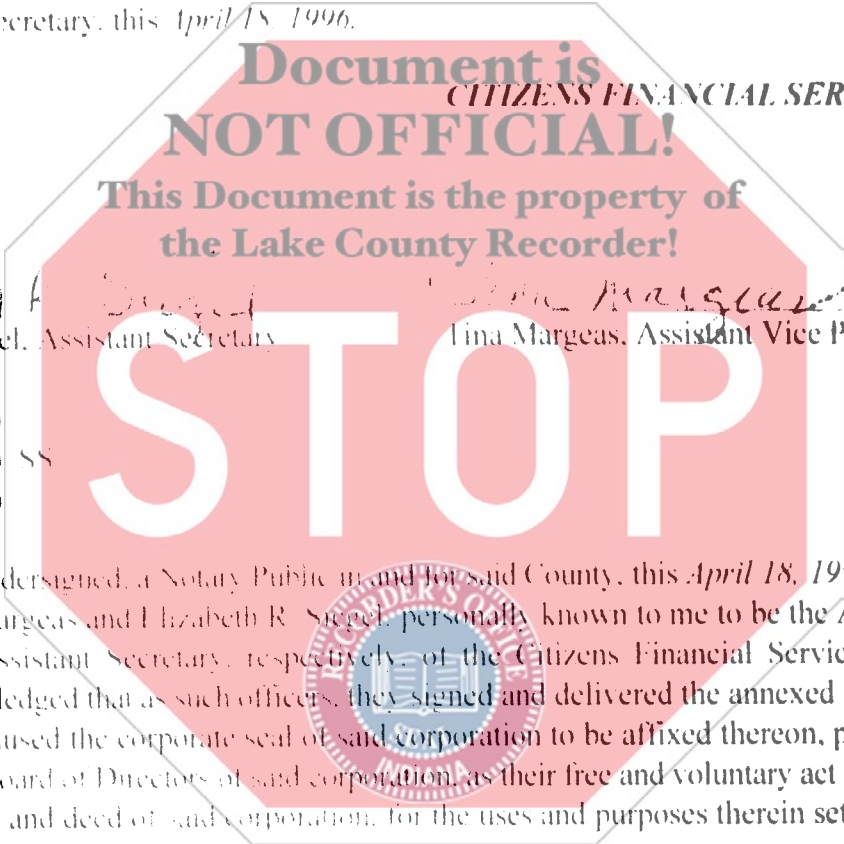 ecretary, this April 18, 1996.
Document is
CITIZENS FINANCIAL SER
NOT OFFICIAL!
This Document is the property of
the Lake County Recorder!
Margeas
el, Assistant Secretary
Tina Margeas, Assistant Vice P
STOP
SS
dersigned, a Notary Public in and for said County, this April 18, 19
argeas and Elizabeth R. Siegel, personally known to me to be the A
ssistant Secretary, respectively, of the Citizens Financial Servic
ledged that as such officers, they signed and delivered the annexed
used the corporate seal of said corporation to be affixed thereon, p
oard of Directors of said corporation, as their free and voluntary act
and deed of said corporation, for the uses and purposes therein set
RECORDER'S OFFICE
SEAL
INDIANA